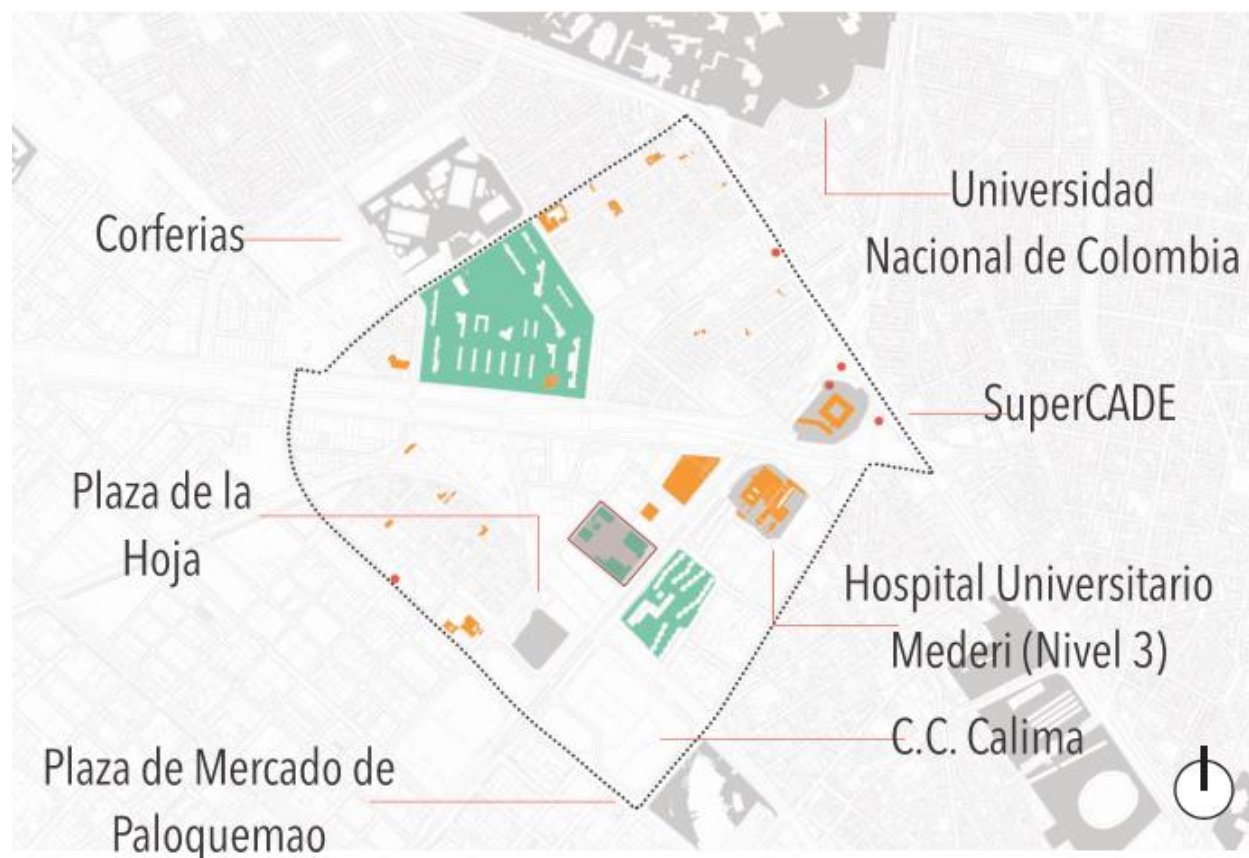 Universidad
Nacional de Colombia
Corferias
SuperCADE
Plaza de la
Hoja
Hospital Universitario
Mederi (Nivel 3)
C.C. Calima
Plaza de Mercado de
Paloquemao